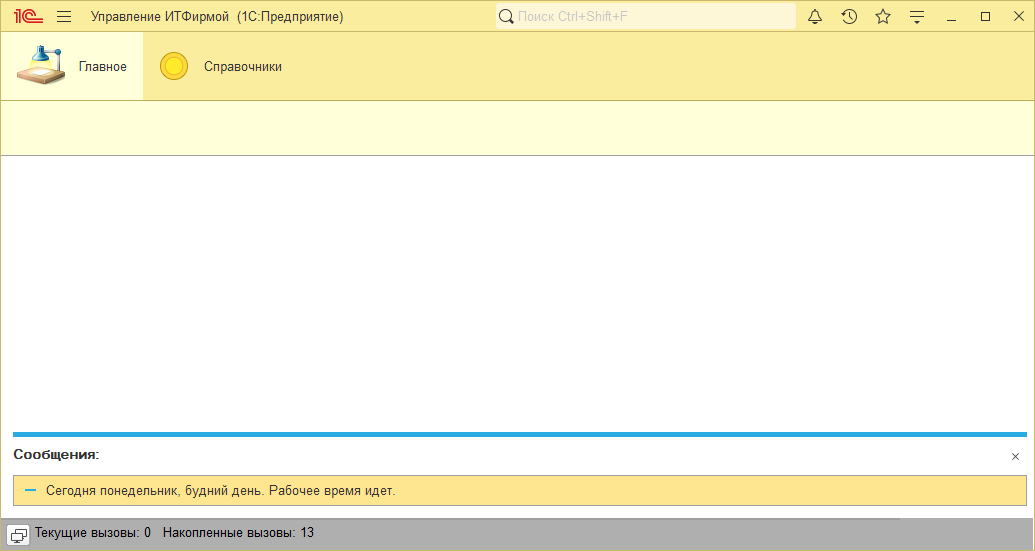 1С Управление ИТФирмой (1С:Предприятие) Поиск Ctrl+Shift+F
Главное Справочники
Сообщения:
Сегодня понедельник, будний день. Рабочее время идет.
Текущие вызовы: 0 Накопленные вызовы: 13